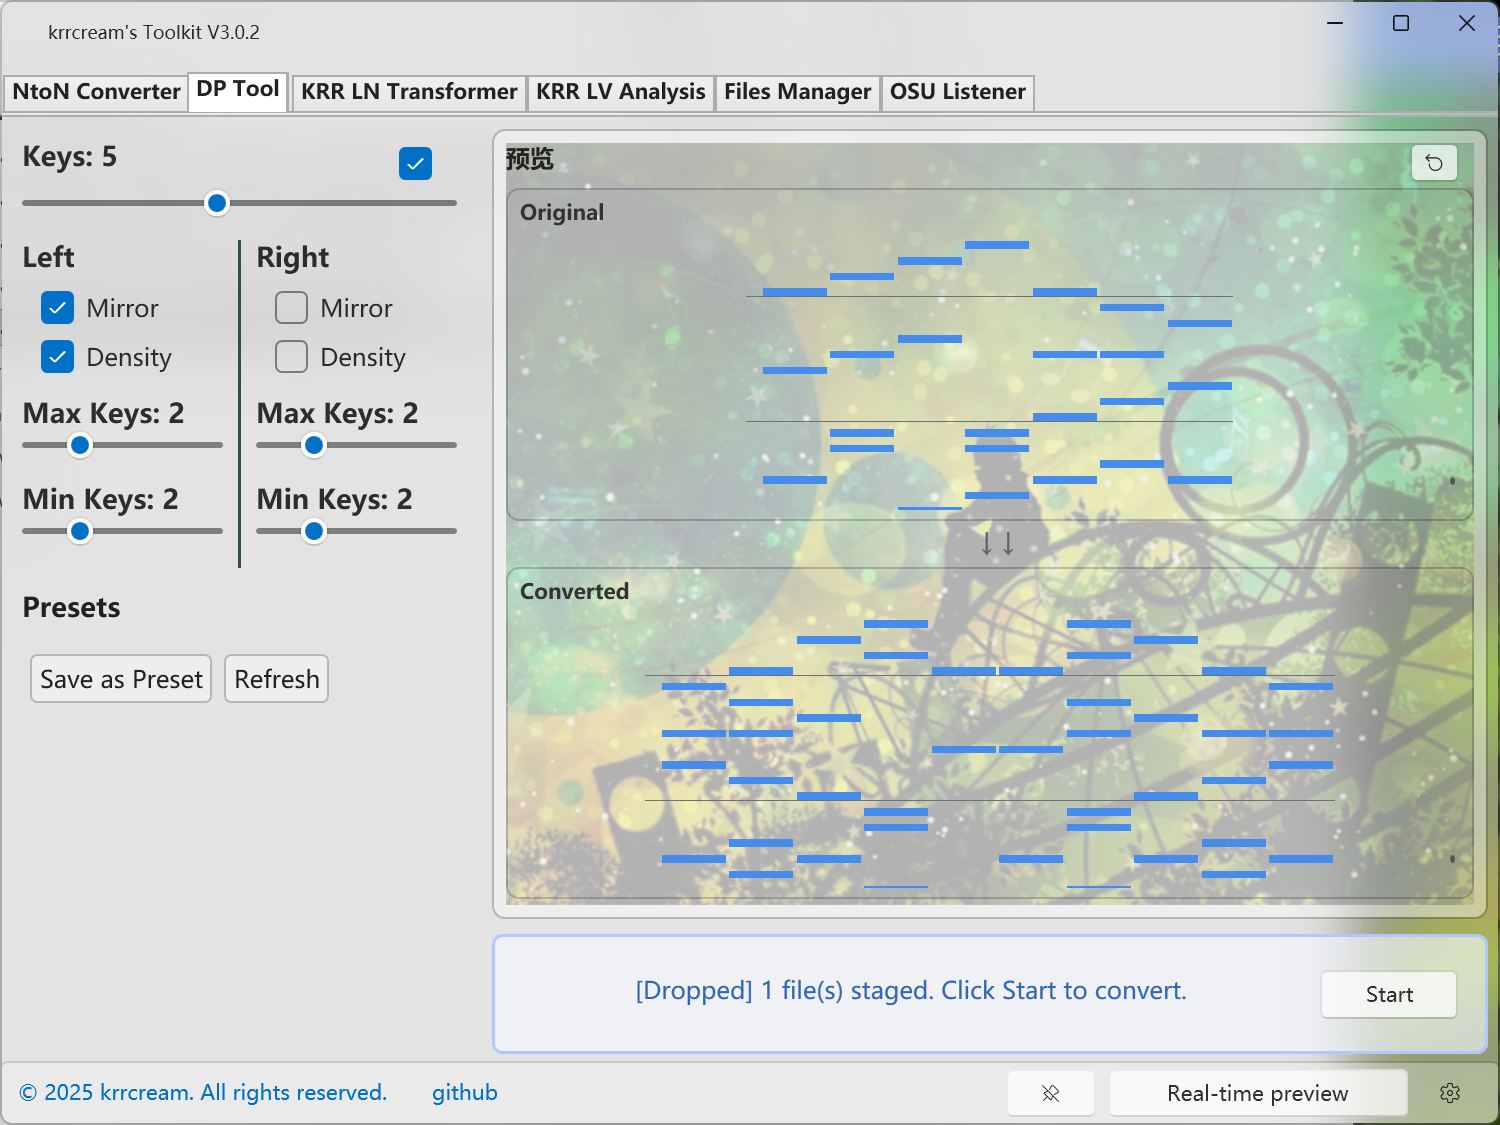 krrcream's Toolkit V3.0.2
NtoN Converter DP Tool KRR LN Transformer KRR LV Analysis Files Manager OSU Listener
Keys: 5
Left Right
Mirror Mirror
Density Density
Max Keys: 2 Max Keys: 2
Min Keys: 2 Min Keys: 2
Presets
Save as Preset Refresh
预览
Original
↓↓
Converted
[Dropped] 1 file(s) staged. Click Start to convert.
Start
© 2025 krrcream. All rights reserved. github
Real-time preview